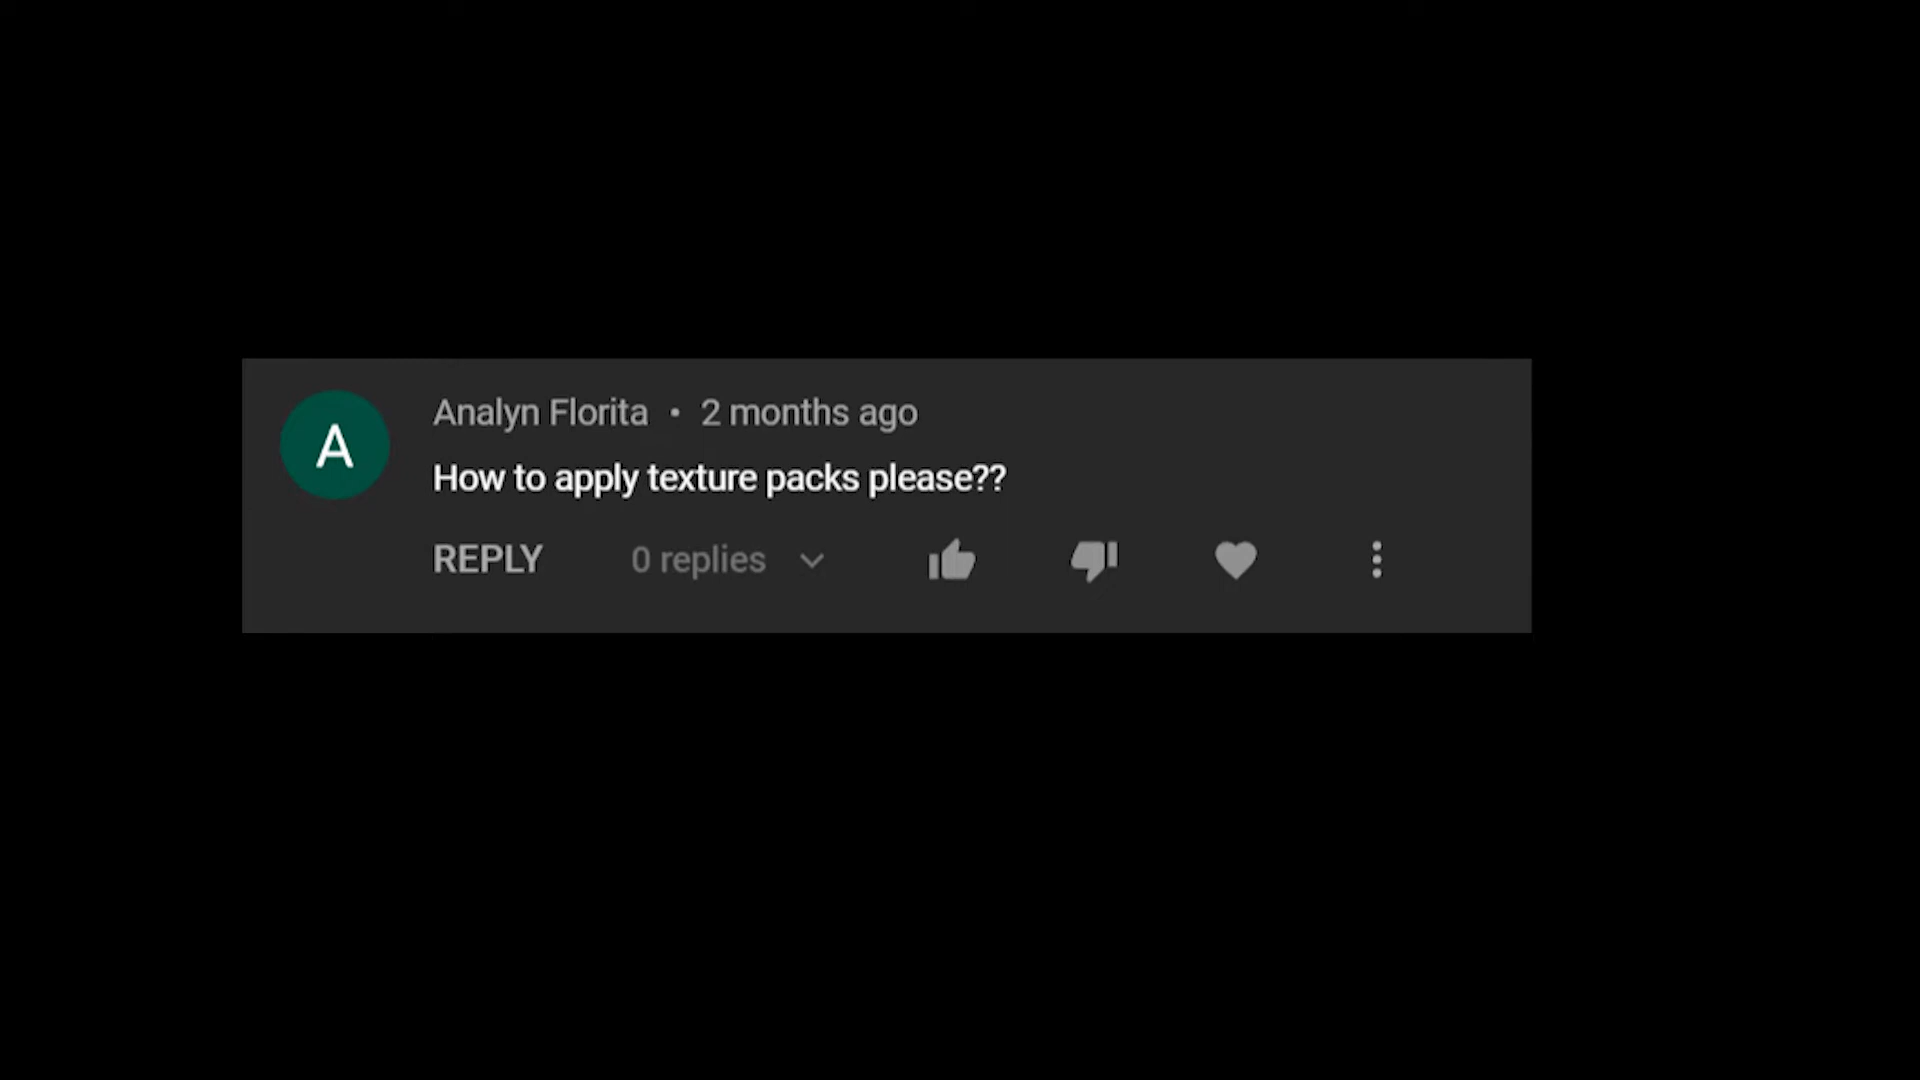 A
Analyn Florita • 2 months ago
How to apply texture packs please??
REPLY 0 replies